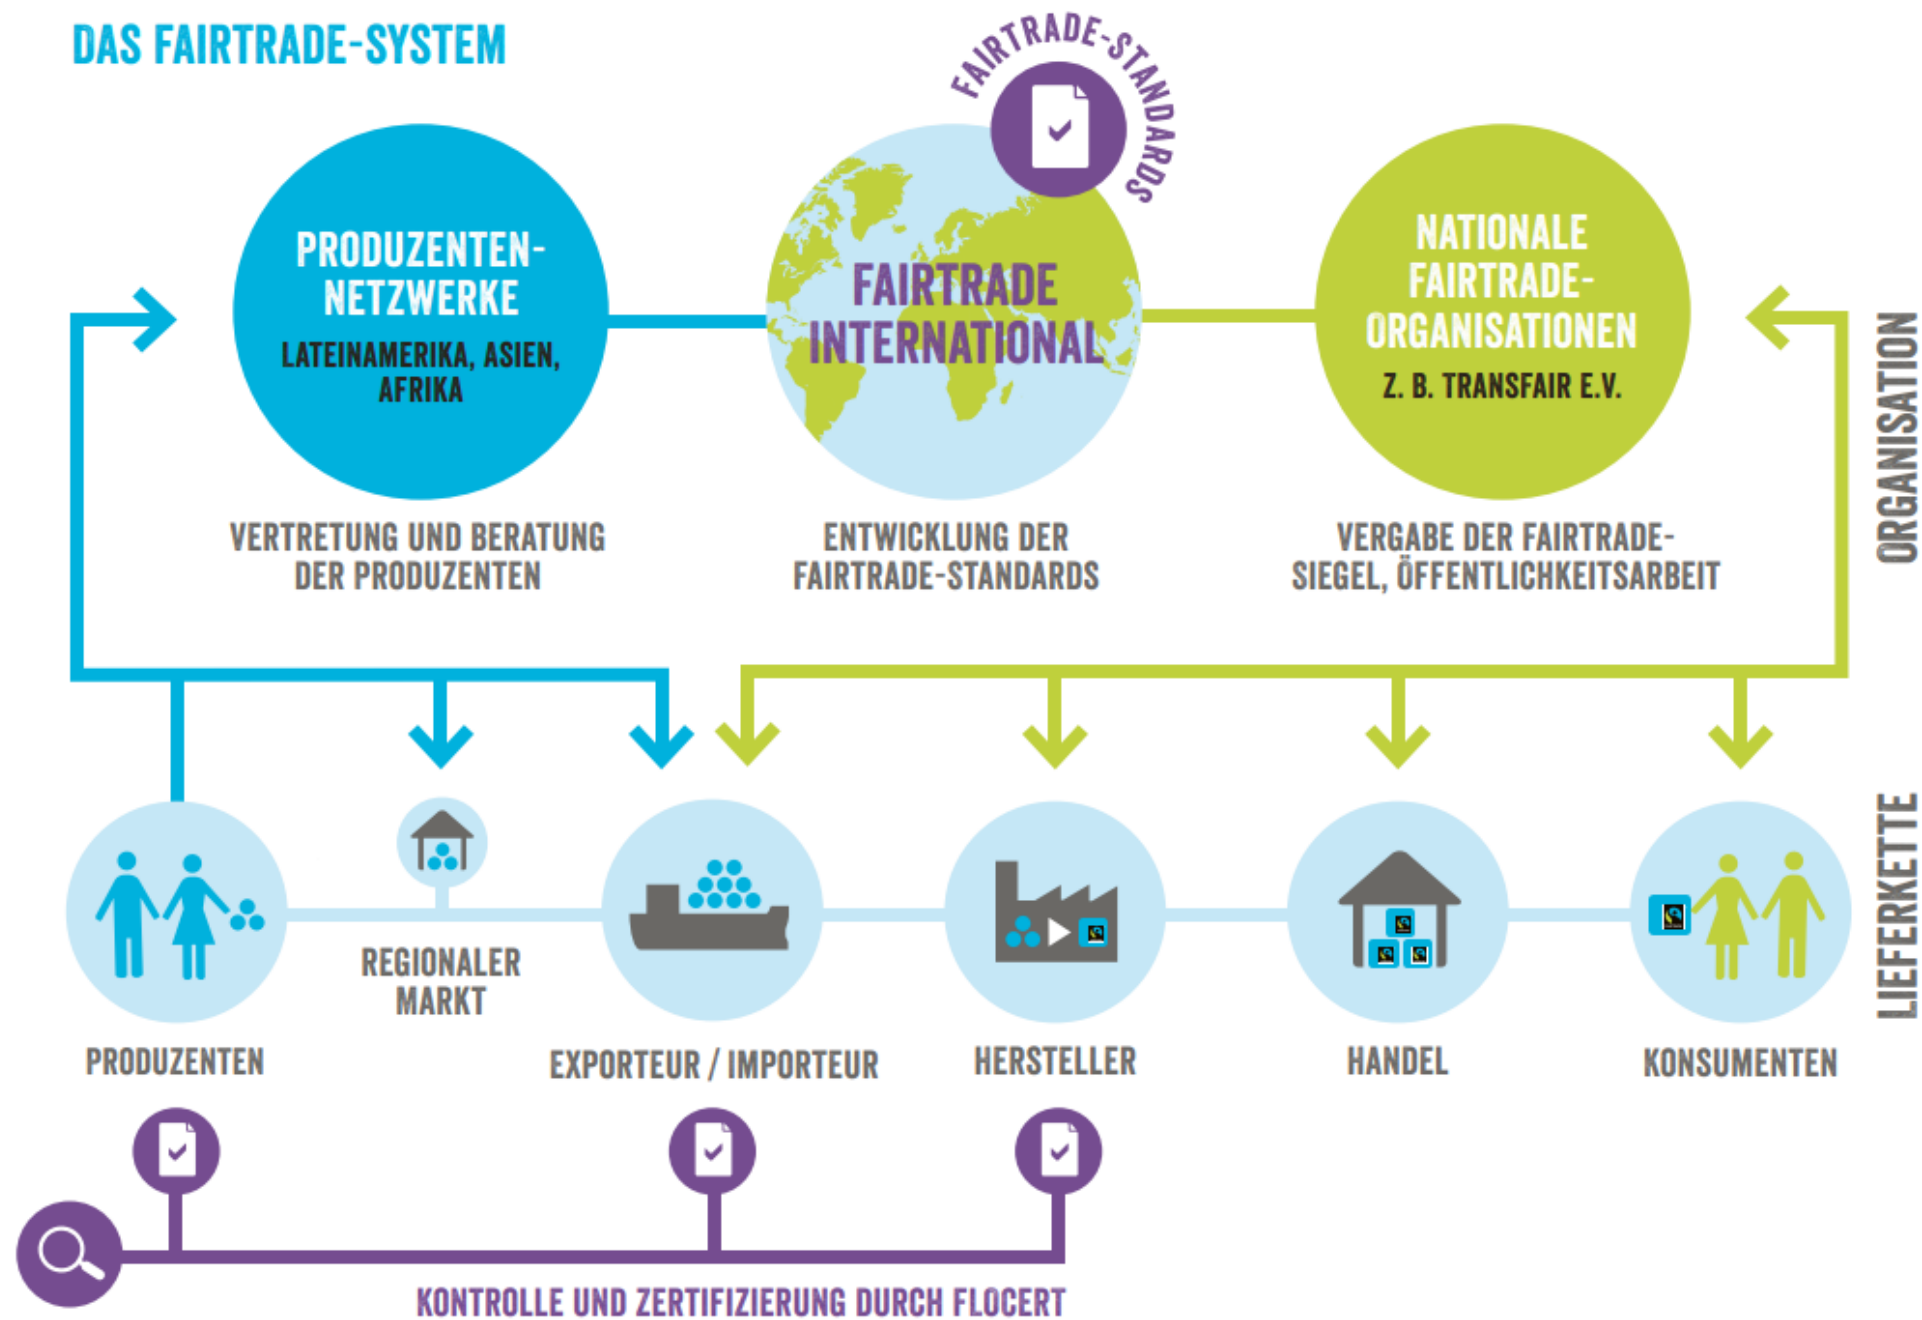 DAS FAIRTRADE-SYSTEM
FAIRTRADE-STANDARDS
PRODUZENTEN-
NETZWERKE
LATEINAMERIKA, ASIEN,
AFRIKA
FAIRTRADE
INTERNATIONAL
NATIONALE
FAIRTRADE-
ORGANISATIONEN
Z. B. TRANSFAIR E.V.
VERTRETUNG UND BERATUNG
DER PRODUZENTEN
ENTWICKLUNG DER
FAIRTRADE-STANDARDS
VERGABE DER FAIRTRADE-
SIEGEL, ÖFFENTLICHKEITSARBEIT
ORGANISATION
REGIONALER
MARKT
PRODUZENTEN
EXPORTEUR / IMPORTEUR
HERSTELLER
HANDEL
KONSUMENTEN
LIEFERKETTE
KONTROLLE UND ZERTIFIZIERUNG DURCH FLOCERT